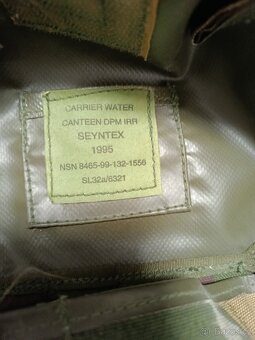 CARRIER WATER
CANTEEN DPM IRR
SEYNTEX
1995
NSN 8465-99-132-1556
SL32a/6321